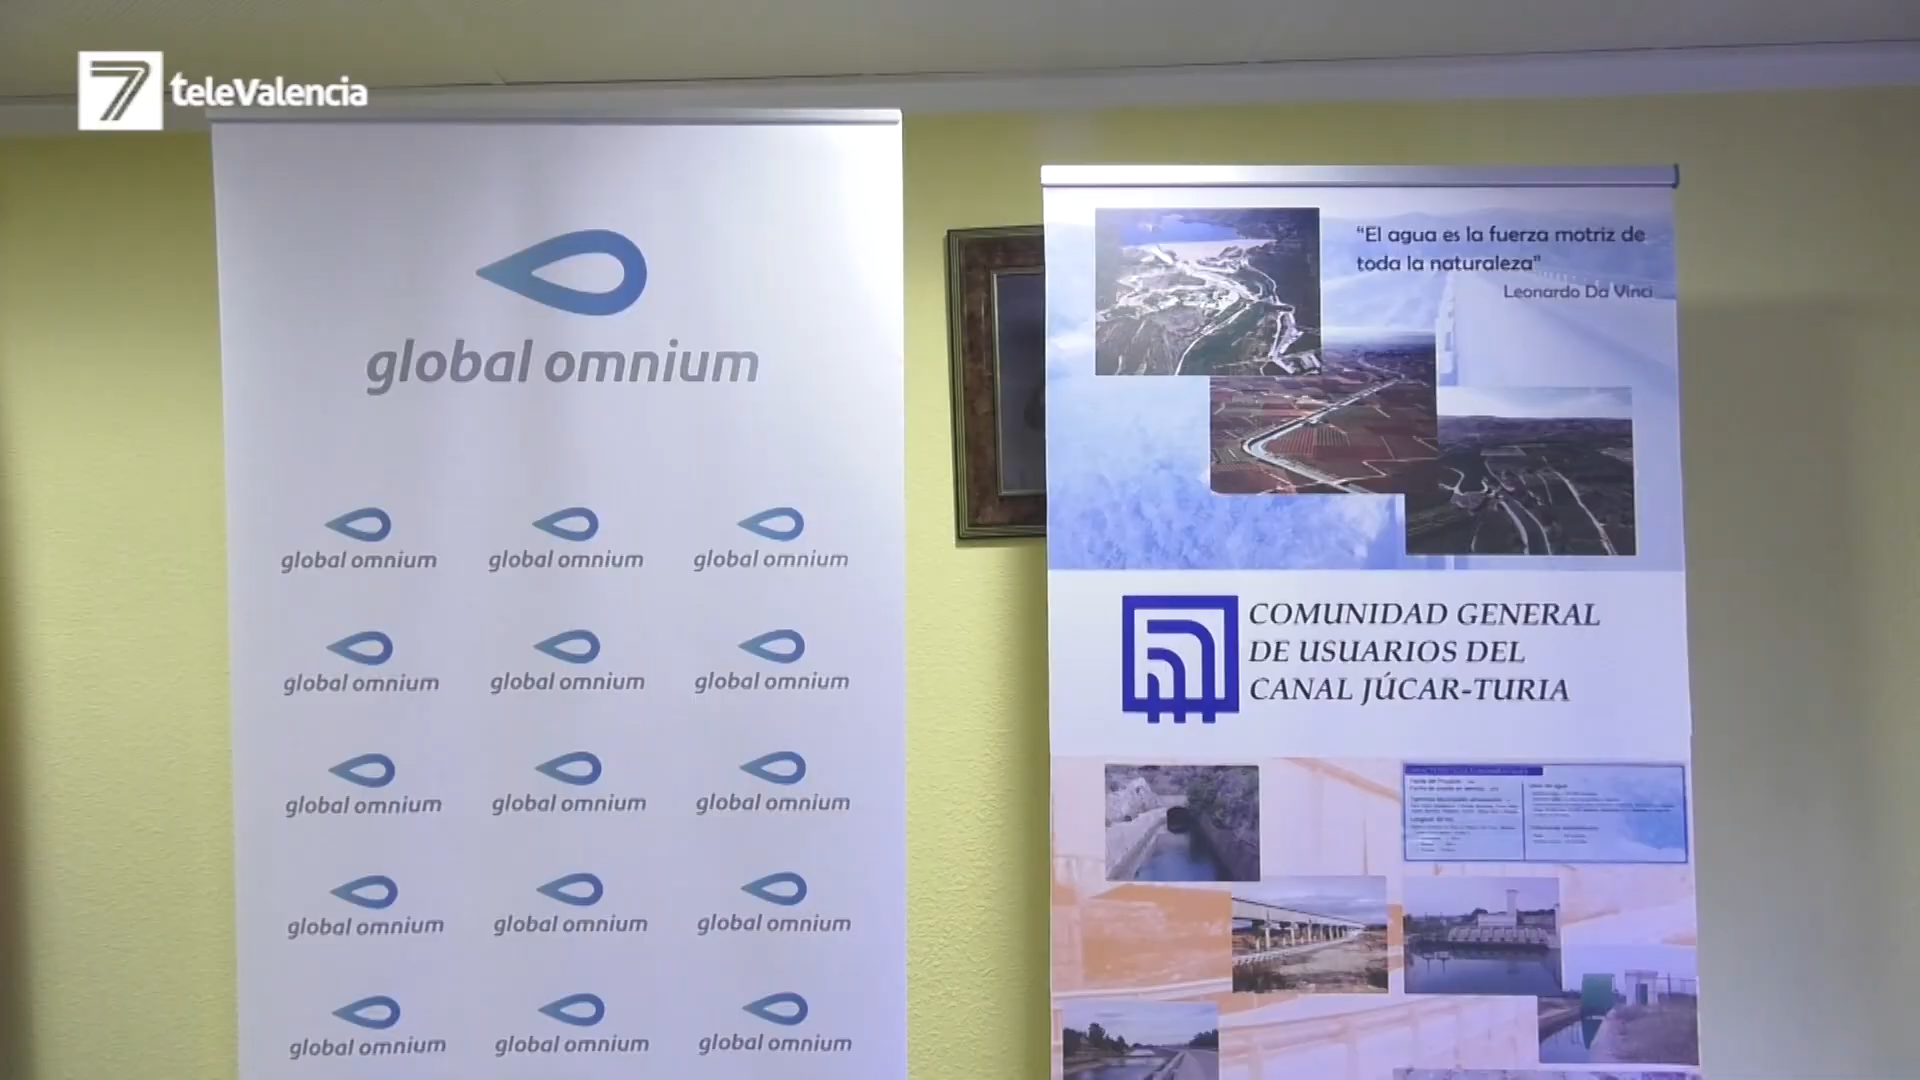 7 teleValencia
global omnium
global omnium global omnium global omnium
global omnium global omnium global omnium
global omnium global omnium global omnium
global omnium global omnium global omnium
global omnium global omnium global omnium
“El agua es la fuerza motriz de
toda la naturaleza”
Leonardo Da Vinci
COMUNIDAD GENERAL
DE USUARIOS DEL
CANAL JÚCAR-TURIA